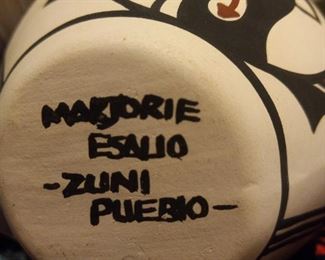 MARJORIE
ESALIO
-ZUNI
PUEBLO-